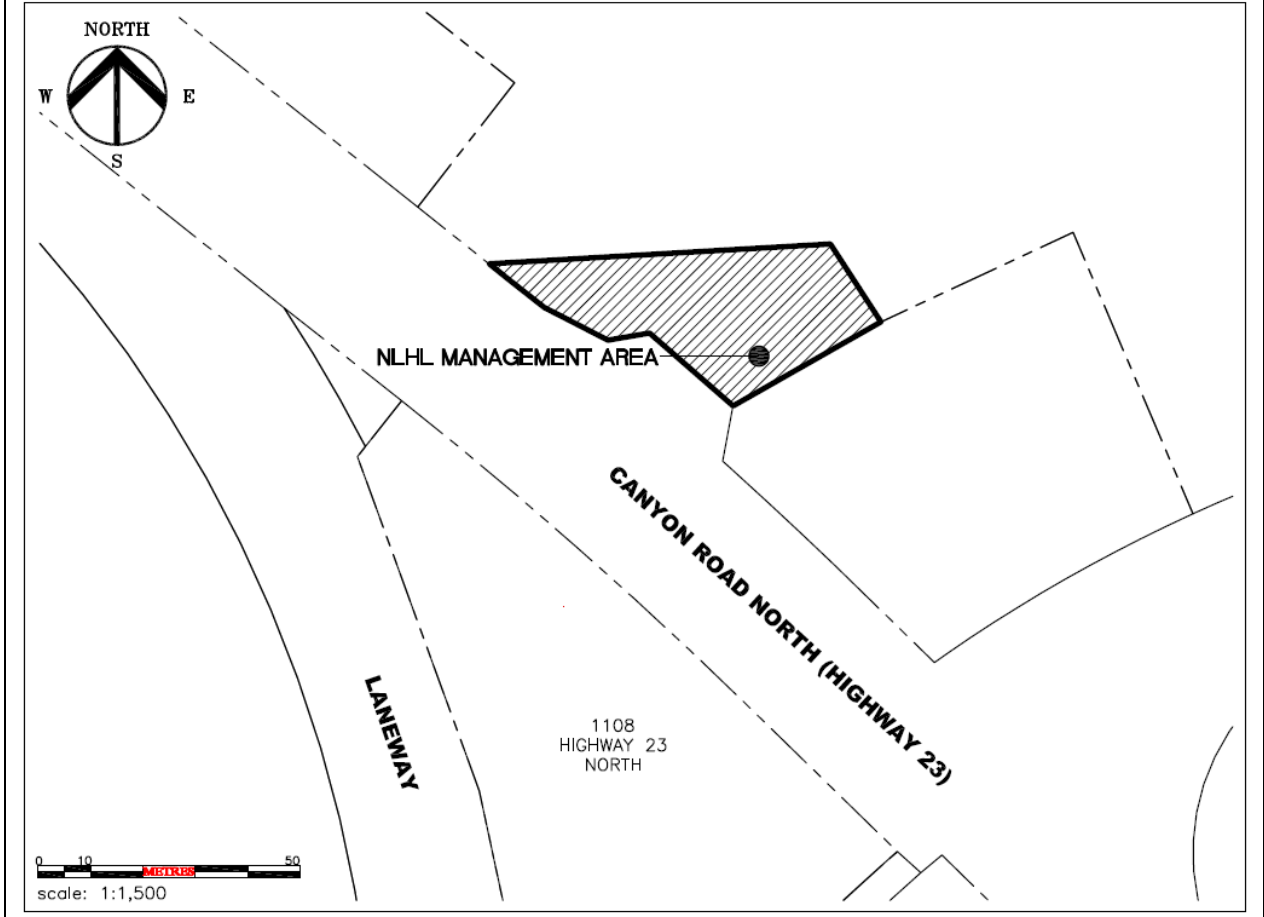 NORTH
W
E
S
NLHL MANAGEMENT AREA
CANYON ROAD NORTH (HIGHWAY 23)
LANEWAY
1108
HIGHWAY 23
NORTH
0 10 50
METRES
scale: 1:1,500